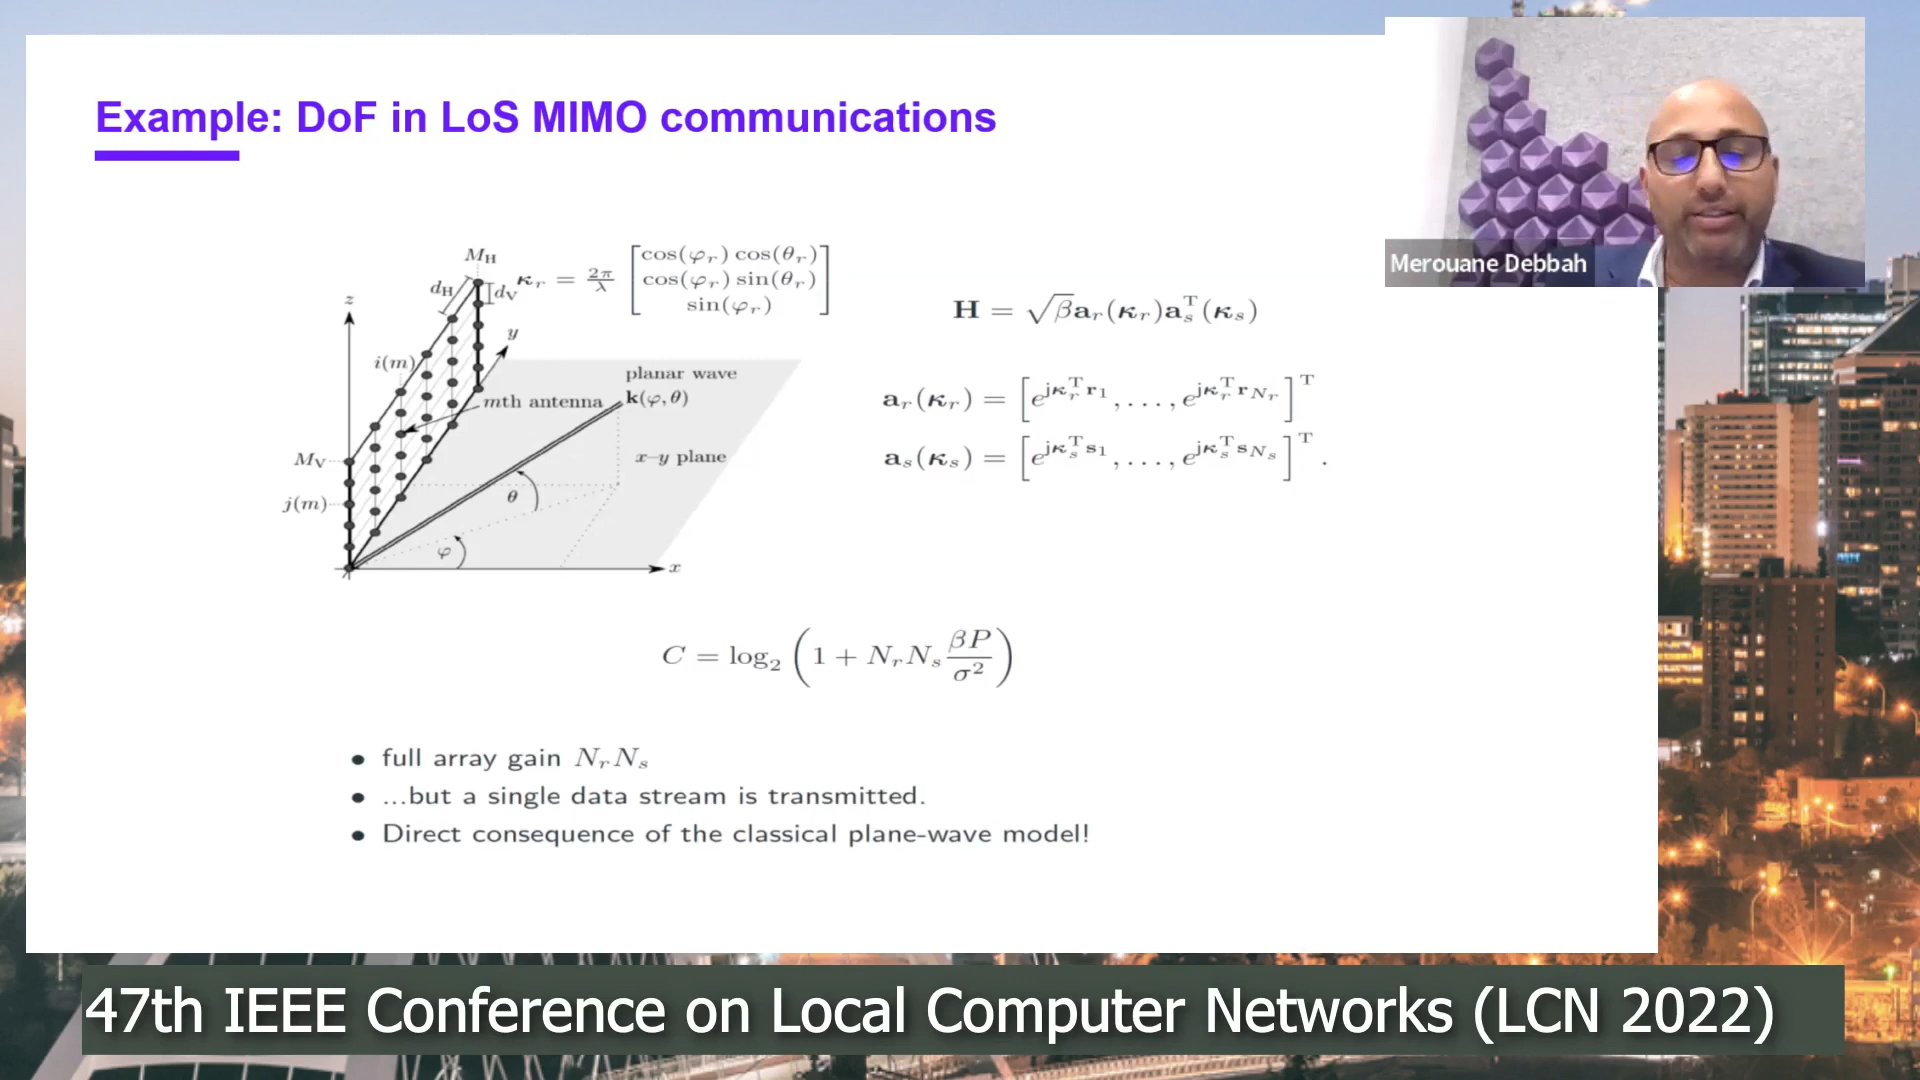 Example: DoF in LoS MIMO communications
Merouane Debbah
M_H
d_H
d_V
κ_r = 2π/λ [cos(φ_r) cos(θ_r)
cos(φ_r) sin(θ_r)
sin(φ_r)]
z
y
i(m)
planar wave
k(φ,θ)
mth antenna
M_V
x–y plane
j(m)
θ
φ
x
H = √β a_r(κ_r) a_s^T(κ_s)
a_r(κ_r) = [e^{jκ_r^T r_1}, . . . , e^{jκ_r^T r_{N_r}}]^T
a_s(κ_s) = [e^{jκ_s^T s_1}, . . . , e^{jκ_s^T s_{N_s}}]^T .
C = log_2 (1 + N_r N_s βP/σ^2)
• full array gain N_r N_s
• ...but a single data stream is transmitted.
• Direct consequence of the classical plane-wave model!
47th IEEE Conference on Local Computer Networks (LCN 2022)